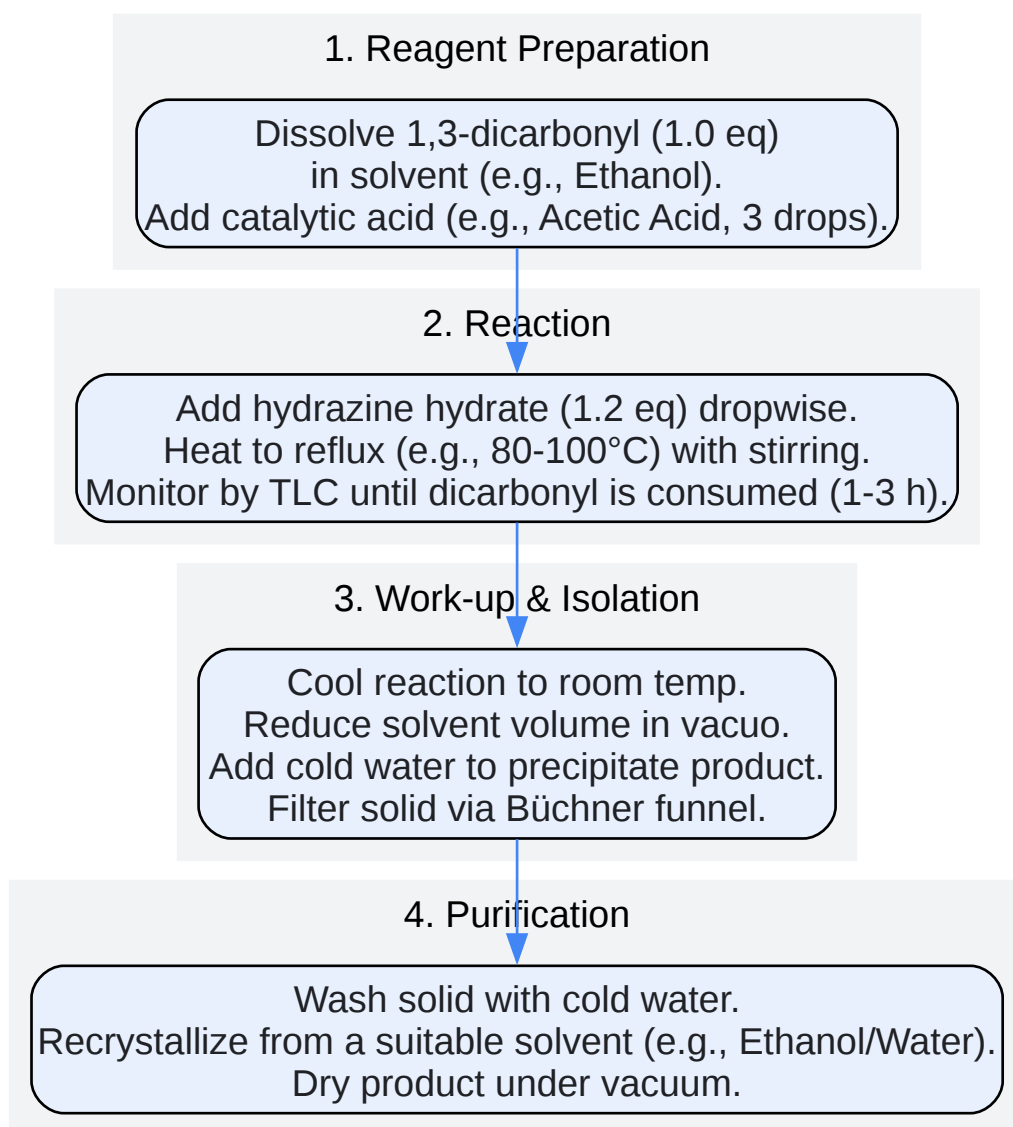 1. Reagent Preparation
Dissolve 1,3-dicarbonyl (1.0 eq)
in solvent (e.g., Ethanol).
Add catalytic acid (e.g., Acetic Acid, 3 drops).
2. Reaction
Add hydrazine hydrate (1.2 eq) dropwise.
Heat to reflux (e.g., 80-100°C) with stirring.
Monitor by TLC until dicarbonyl is consumed (1-3 h).
3. Work-up & Isolation
Cool reaction to room temp.
Reduce solvent volume in vacuo.
Add cold water to precipitate product.
Filter solid via Büchner funnel.
4. Purification
Wash solid with cold water.
Recrystallize from a suitable solvent (e.g., Ethanol/Water).
Dry product under vacuum.